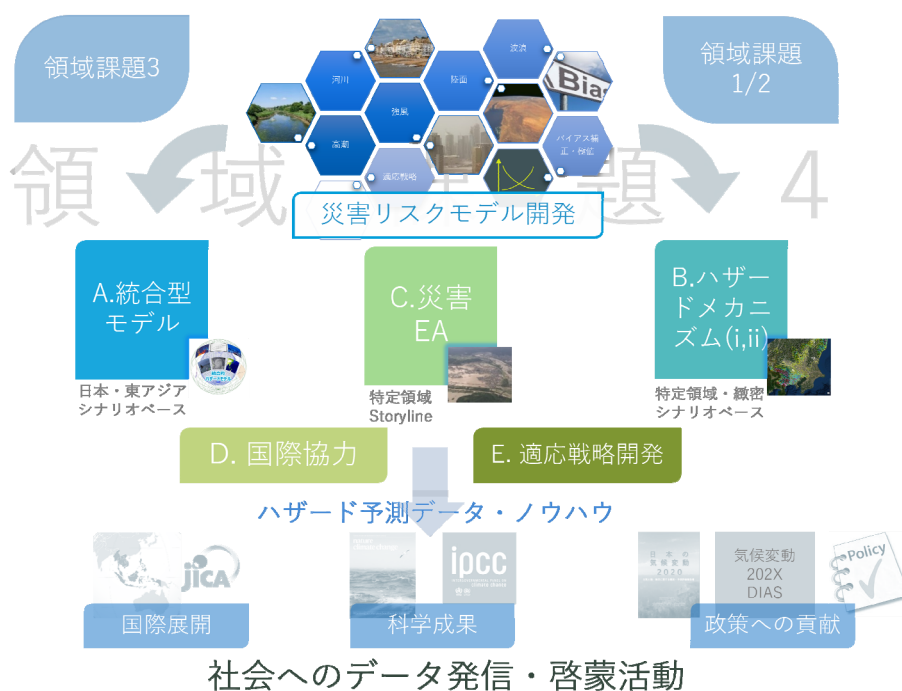 領域課題3
領域課題
1/2
波浪
河川
陸面
Bias
強風
高潮
バイアス補
正・極値
適応戦略
領域課題4
災害リスクモデル開発
A.統合型
モデル
C.災害
EA
B.ハザー
ドメカニ
ズム(i,ii)
日本・東アジア
シナリオベース
特定領域
Storyline
特定領域・緻密
シナリオベース
D. 国際協力
E. 適応戦略開発
ハザード予測データ・ノウハウ
JICA
ipcc
日本の
気候変動
2020
気候変動
202X
DIAS
Policy
国際展開
科学成果
政策への貢献
社会へのデータ発信・啓蒙活動